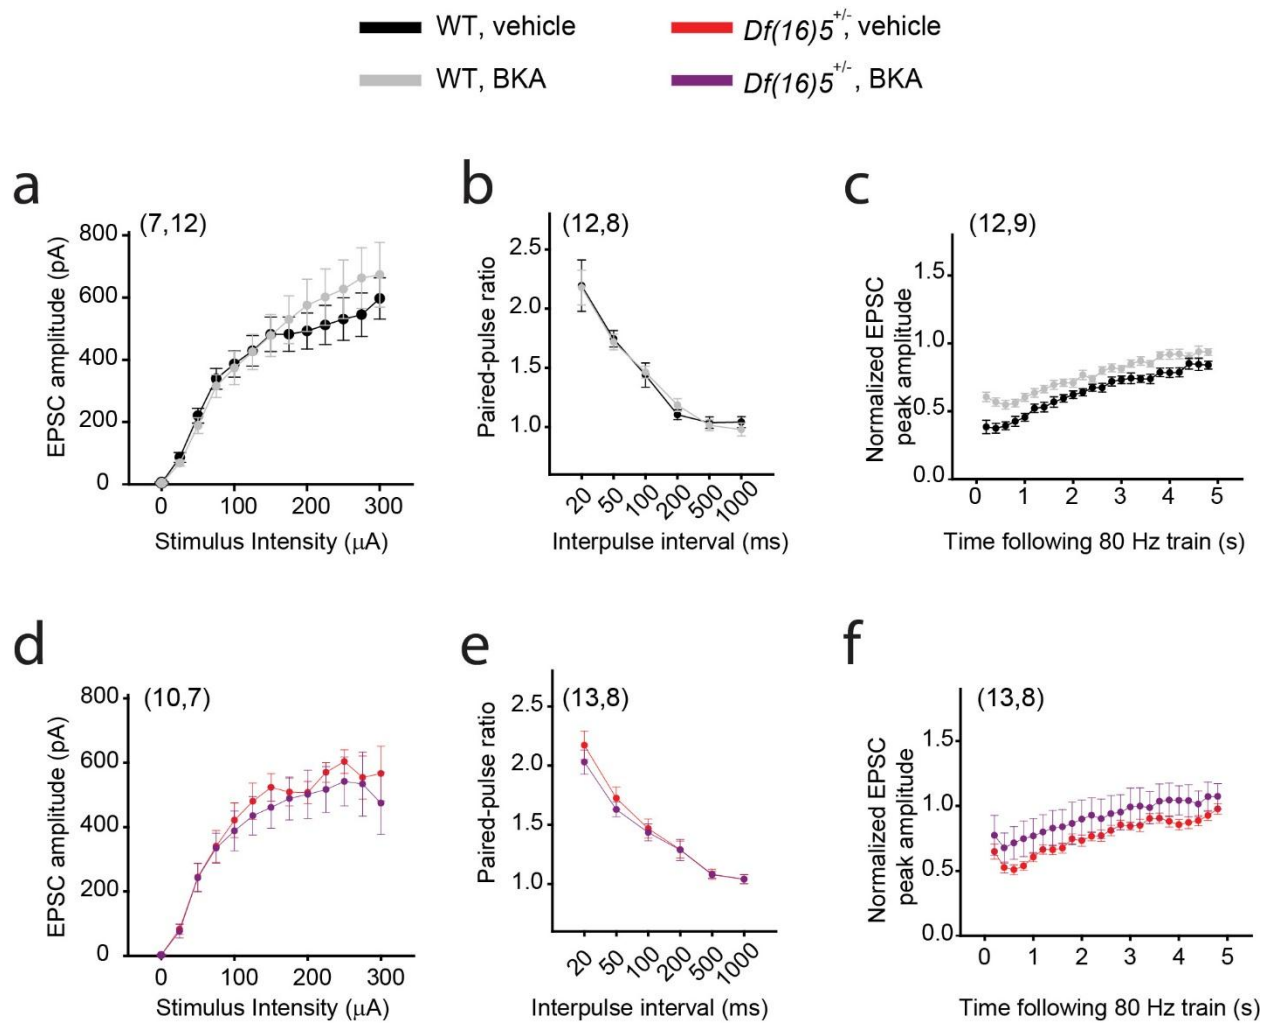 WT, vehicle
Df(16)5+/-, vehicle
WT, BKA
Df(16)5+/-, BKA
a
b
c
(7,12)
(12,8)
(12,9)
EPSC amplitude (pA)
800
600
400
200
0
0 100 200 300
Stimulus Intensity (μA)
Paired-pulse ratio
2.5
2.0
1.5
1.0
20 50 100 200 500 1000
Interpulse interval (ms)
Normalized EPSC
peak amplitude
1.5
1.0
0.5
0.0
0 1 2 3 4 5
Time following 80 Hz train (s)
d
e
f
(10,7)
(13,8)
(13,8)
EPSC amplitude (pA)
800
600
400
200
0
0 100 200 300
Stimulus Intensity (μA)
Paired-pulse ratio
2.5
2.0
1.5
1.0
20 50 100 200 500 1000
Interpulse interval (ms)
Normalized EPSC
peak amplitude
1.5
1.0
0.5
0.0
0 1 2 3 4 5
Time following 80 Hz train (s)